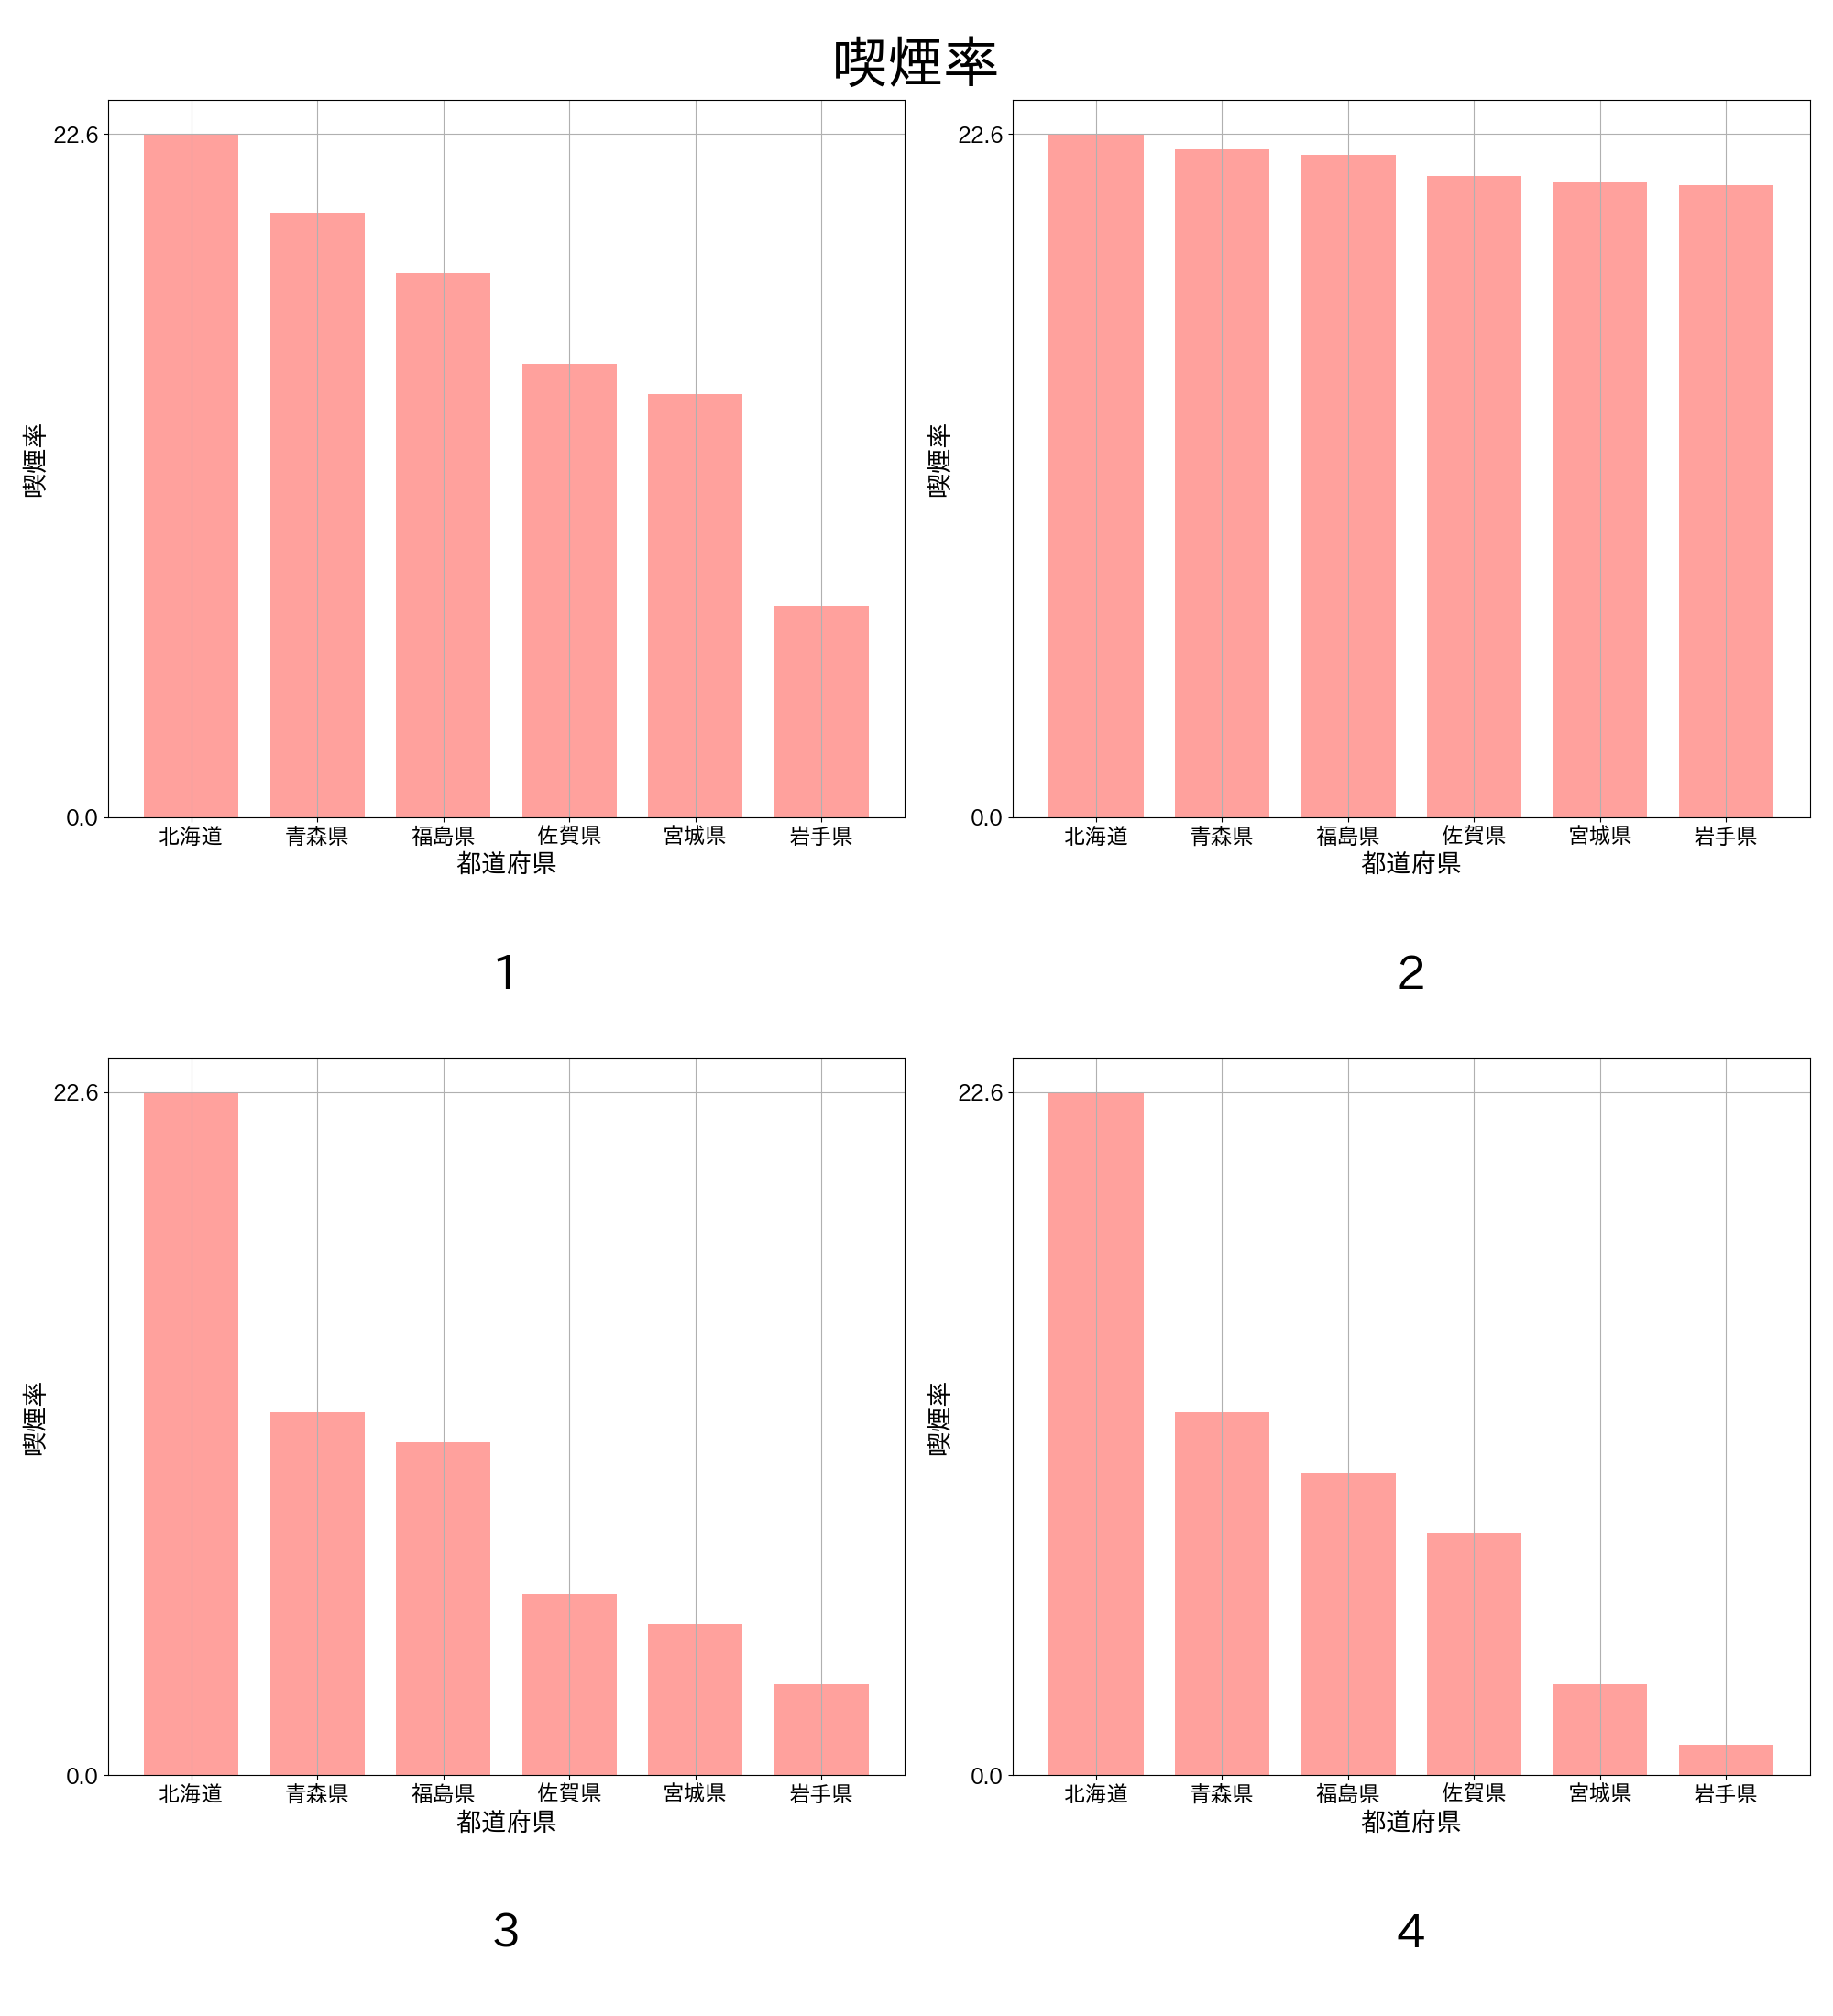 喫煙率
22.6
0.0
喫煙率
北海道 青森県 福島県 佐賀県 宮城県 岩手県
都道府県
1
22.6
0.0
喫煙率
北海道 青森県 福島県 佐賀県 宮城県 岩手県
都道府県
2
22.6
0.0
喫煙率
北海道 青森県 福島県 佐賀県 宮城県 岩手県
都道府県
3
22.6
0.0
喫煙率
北海道 青森県 福島県 佐賀県 宮城県 岩手県
都道府県
4